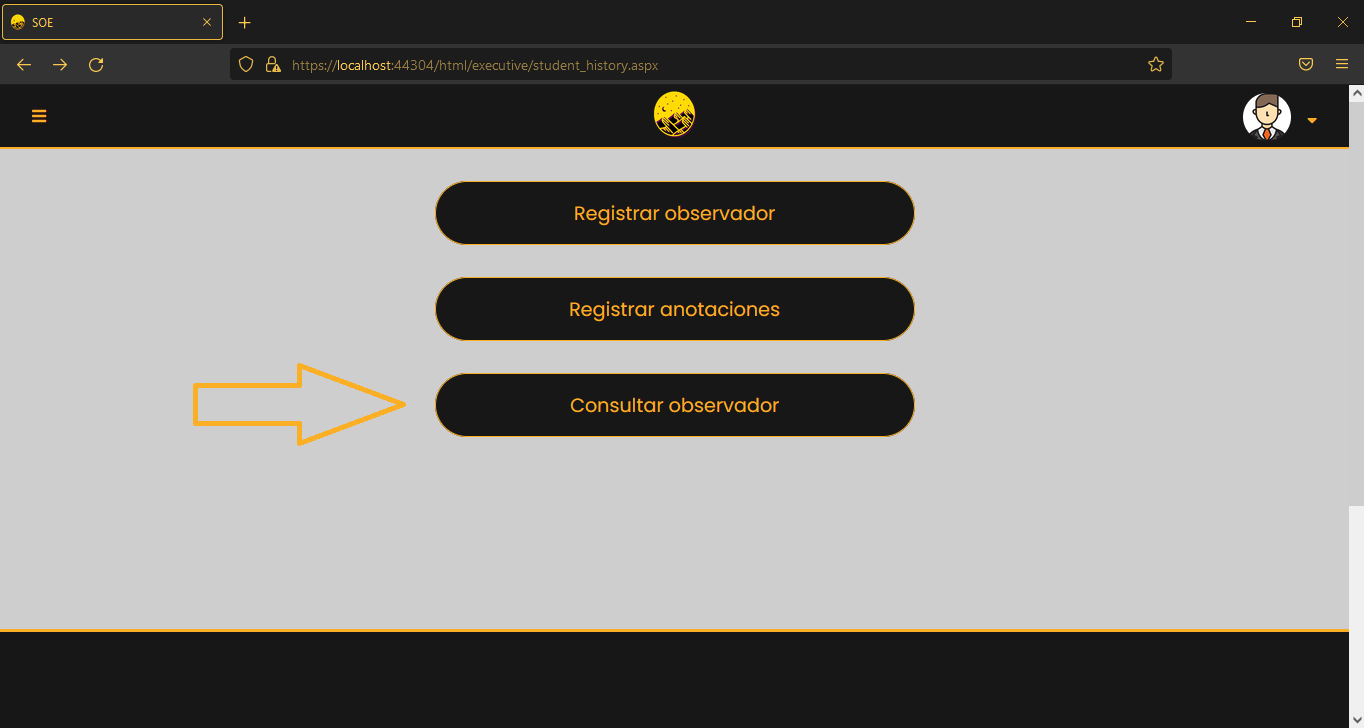 SOE
https://localhost:44304/html/executive/student_history.aspx
Registrar observador
Registrar anotaciones
Consultar observador